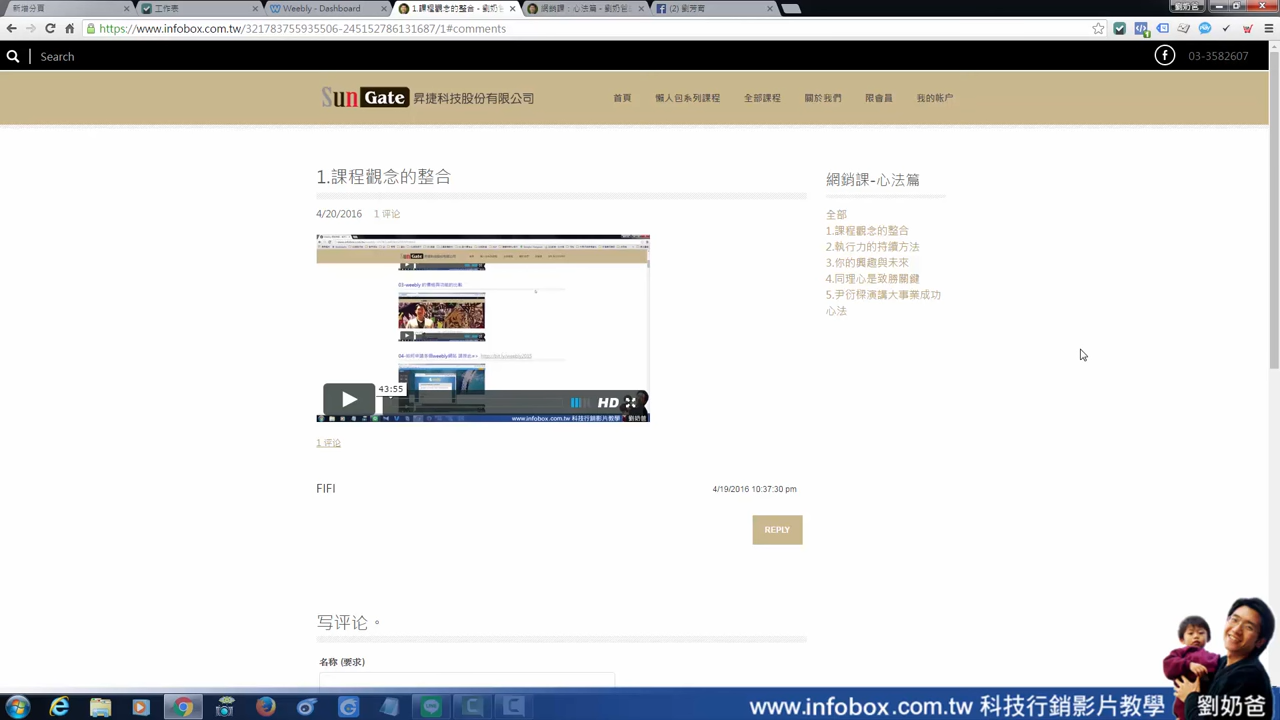 新增分頁
工作表
Weebly - Dashboard
1.課程觀念的整合 - 劉奶爸
網銷課：心法篇 - 劉奶爸
(2) 劉芳育
劉奶爸
https://www.infobox.com.tw/321783755935506-245152786131687/1#comments
Search
03-3582607
SunGate 昇捷科技股份有限公司
首頁 懶人包系列課程 全部課程 關於我們 限會員 我的帐户
1.課程觀念的整合
4/20/2016 1 评论
03-weebly
43:55
HD
www.infobox.com.tw 科技行銷影片教學
1 评论
FIFI
4/19/2016 10:37:30 pm
REPLY
写评论。
名称 (要求)
網銷課-心法篇
全部
1.課程觀念的整合
2.執行力的持續方法
3.你的興趣與未來
4.同理心是致勝關鍵
5.尹衍樑演講大事業成功
心法
www.infobox.com.tw 科技行銷影片教學 劉奶爸